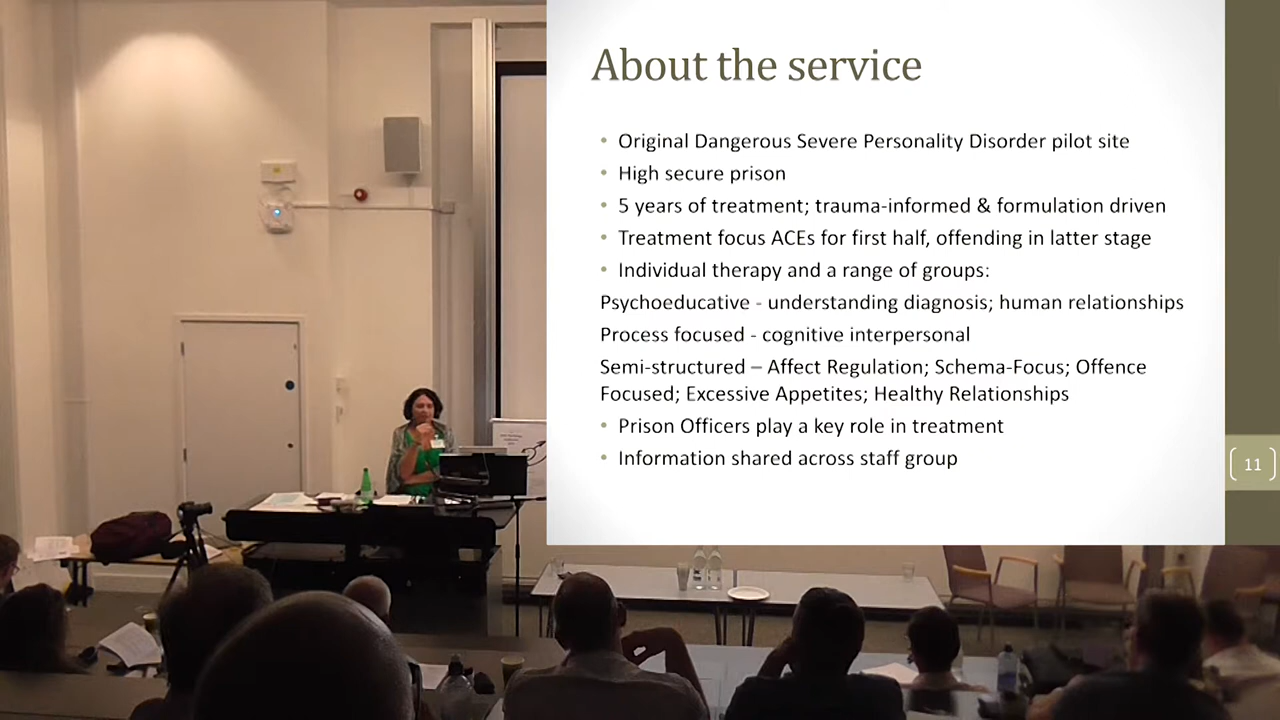 About the service
• Original Dangerous Severe Personality Disorder pilot site
• High secure prison
• 5 years of treatment; trauma-informed & formulation driven
• Treatment focus ACEs for first half, offending in latter stage
• Individual therapy and a range of groups:
Psychoeducative - understanding diagnosis; human relationships
Process focused - cognitive interpersonal
Semi-structured – Affect Regulation; Schema-Focus; Offence
Focused; Excessive Appetites; Healthy Relationships
• Prison Officers play a key role in treatment
• Information shared across staff group
11